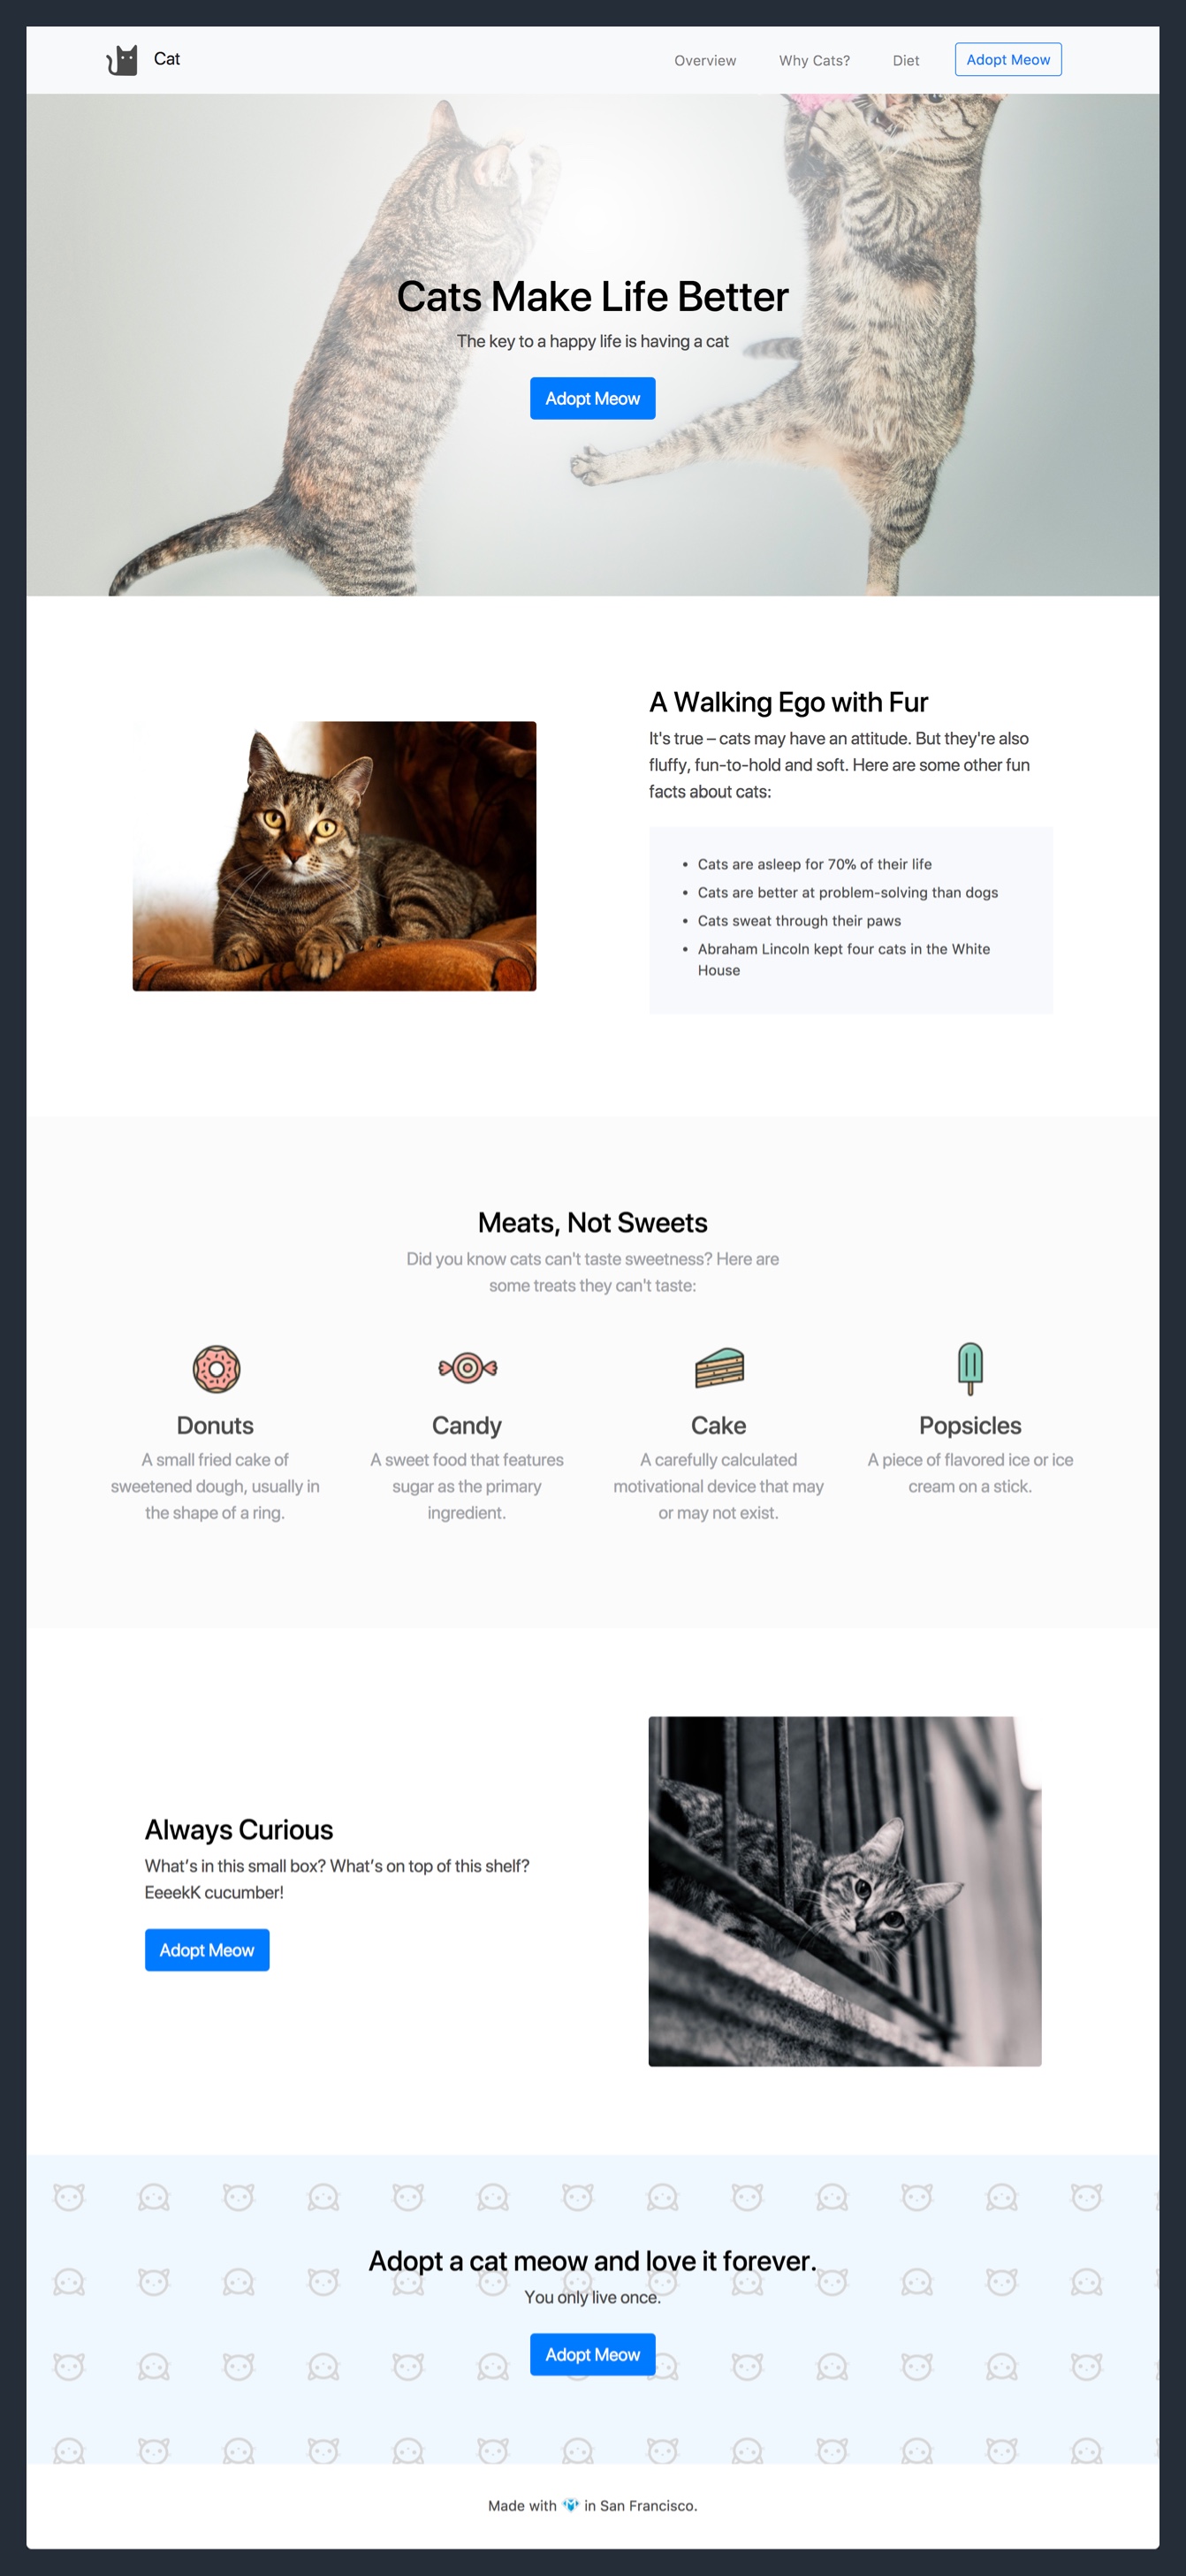 Cat
Overview
Why Cats?
Diet
Adopt Meow
Cats Make Life Better
The key to a happy life is having a cat
Adopt Meow
A Walking Ego with Fur
It's true – cats may have an attitude. But they're also
fluffy, fun-to-hold and soft. Here are some other fun
facts about cats:
• Cats are asleep for 70% of their life
• Cats are better at problem-solving than dogs
• Cats sweat through their paws
• Abraham Lincoln kept four cats in the White
House
Meats, Not Sweets
Did you know cats can't taste sweetness? Here are
some treats they can't taste:
Donuts
A small fried cake of
sweetened dough, usually in
the shape of a ring.
Candy
A sweet food that features
sugar as the primary
ingredient.
Cake
A carefully calculated
motivational device that may
or may not exist.
Popsicles
A piece of flavored ice or ice
cream on a stick.
Always Curious
What’s in this small box? What’s on top of this shelf?
EeeekK cucumber!
Adopt Meow
Adopt a cat meow and love it forever.
You only live once.
Adopt Meow
Made with in San Francisco.